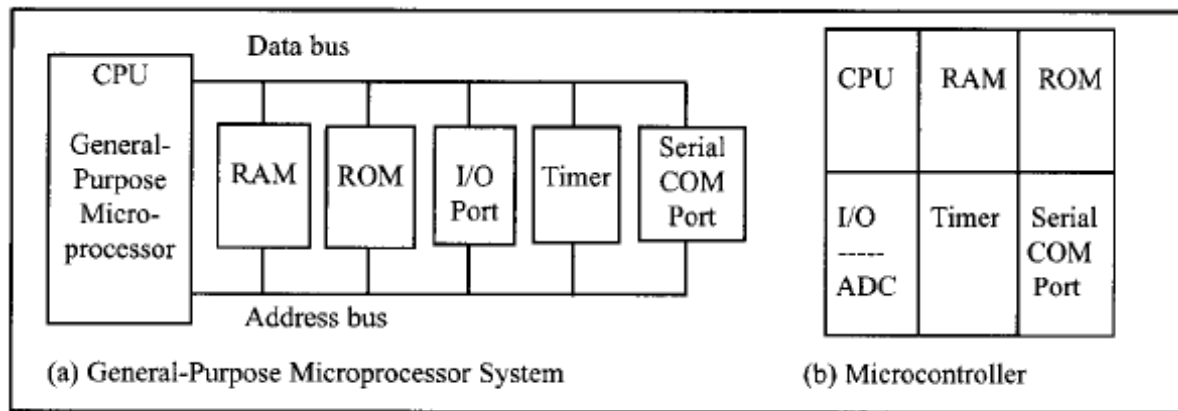 Data bus
CPU
General-
Purpose
Micro-
processor
RAM
ROM
I/O
Port
Timer
Serial
COM
Port
Address bus
(a) General-Purpose Microprocessor System
CPU
RAM
ROM
I/O
-----
ADC
Timer
Serial
COM
Port
(b) Microcontroller